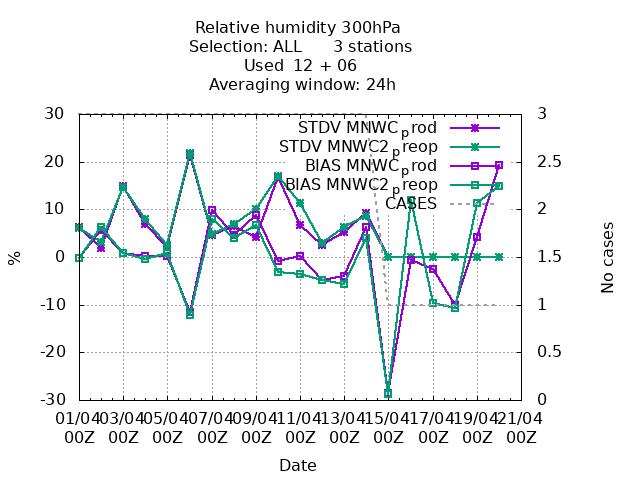 Relative humidity 300hPa
Selection: ALL 3 stations
Used 12 + 06
Averaging window: 24h
30 3
STDV MNWC_prod
STDV MNWC2_preop
20 2.5
BIAS MNWC_prod
BIAS MNWC2_preop
CASES
10 2
0 1.5
% No cases
-10 1
-20 0.5
-30 0
01/04 03/04 05/04 07/04 09/04 11/04 13/04 15/04 17/04 19/04 21/04
00Z 00Z 00Z 00Z 00Z 00Z 00Z 00Z 00Z 00Z 00Z
Date